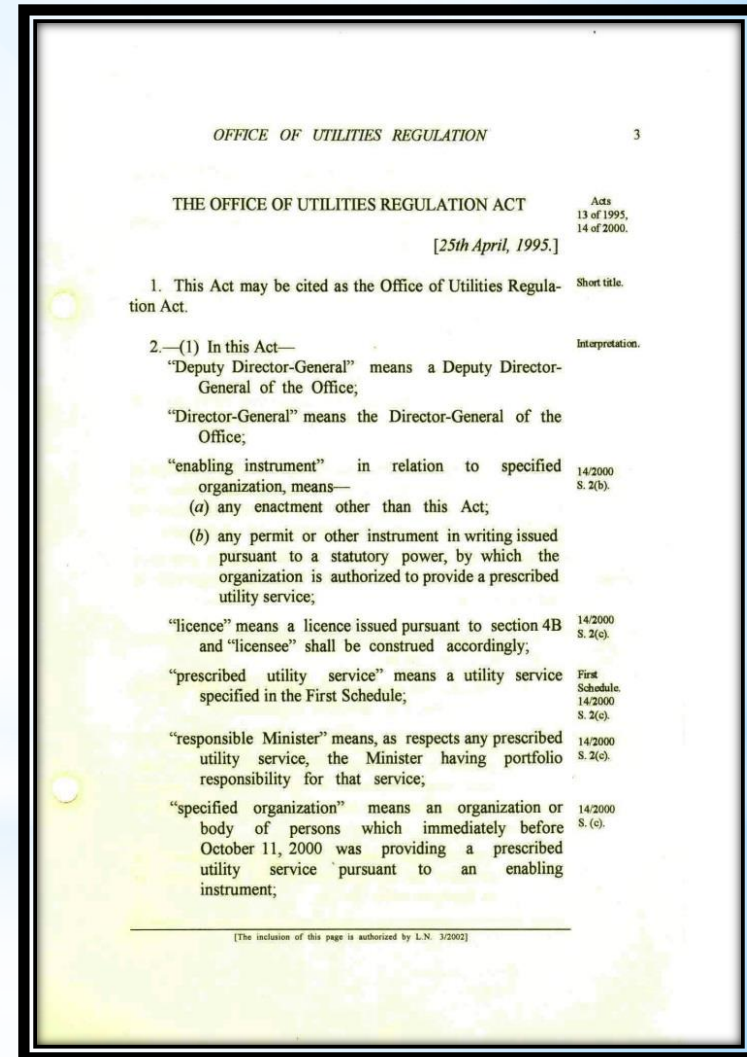 OFFICE OF UTILITIES REGULATION 3
THE OFFICE OF UTILITIES REGULATION ACT
Acts
13 of 1995,
14 of 2000.
[25th April, 1995.]
1. This Act may be cited as the Office of Utilities Regula-
tion Act.
Short title.
2.—(1) In this Act—
Interpretation.
“Deputy Director-General” means a Deputy Director-
General of the Office;
“Director-General” means the Director-General of the
Office;
“enabling instrument” in relation to specified
organization, means—
14/2000
S. 2(b).
(a) any enactment other than this Act;
(b) any permit or other instrument in writing issued
pursuant to a statutory power, by which the
organization is authorized to provide a prescribed
utility service;
“licence” means a licence issued pursuant to section 4B
and “licensee” shall be construed accordingly;
14/2000
S. 2(c).
“prescribed utility service” means a utility service
specified in the First Schedule;
First
Schedule.
14/2000
S. 2(c).
“responsible Minister” means, as respects any prescribed
utility service, the Minister having portfolio
responsibility for that service;
14/2000
S. 2(c).
“specified organization” means an organization or
body of persons which immediately before
October 11, 2000 was providing a prescribed
utility service pursuant to an enabling
instrument;
14/2000
S. (c).
[The inclusion of this page is authorized by L.N. 3/2002]